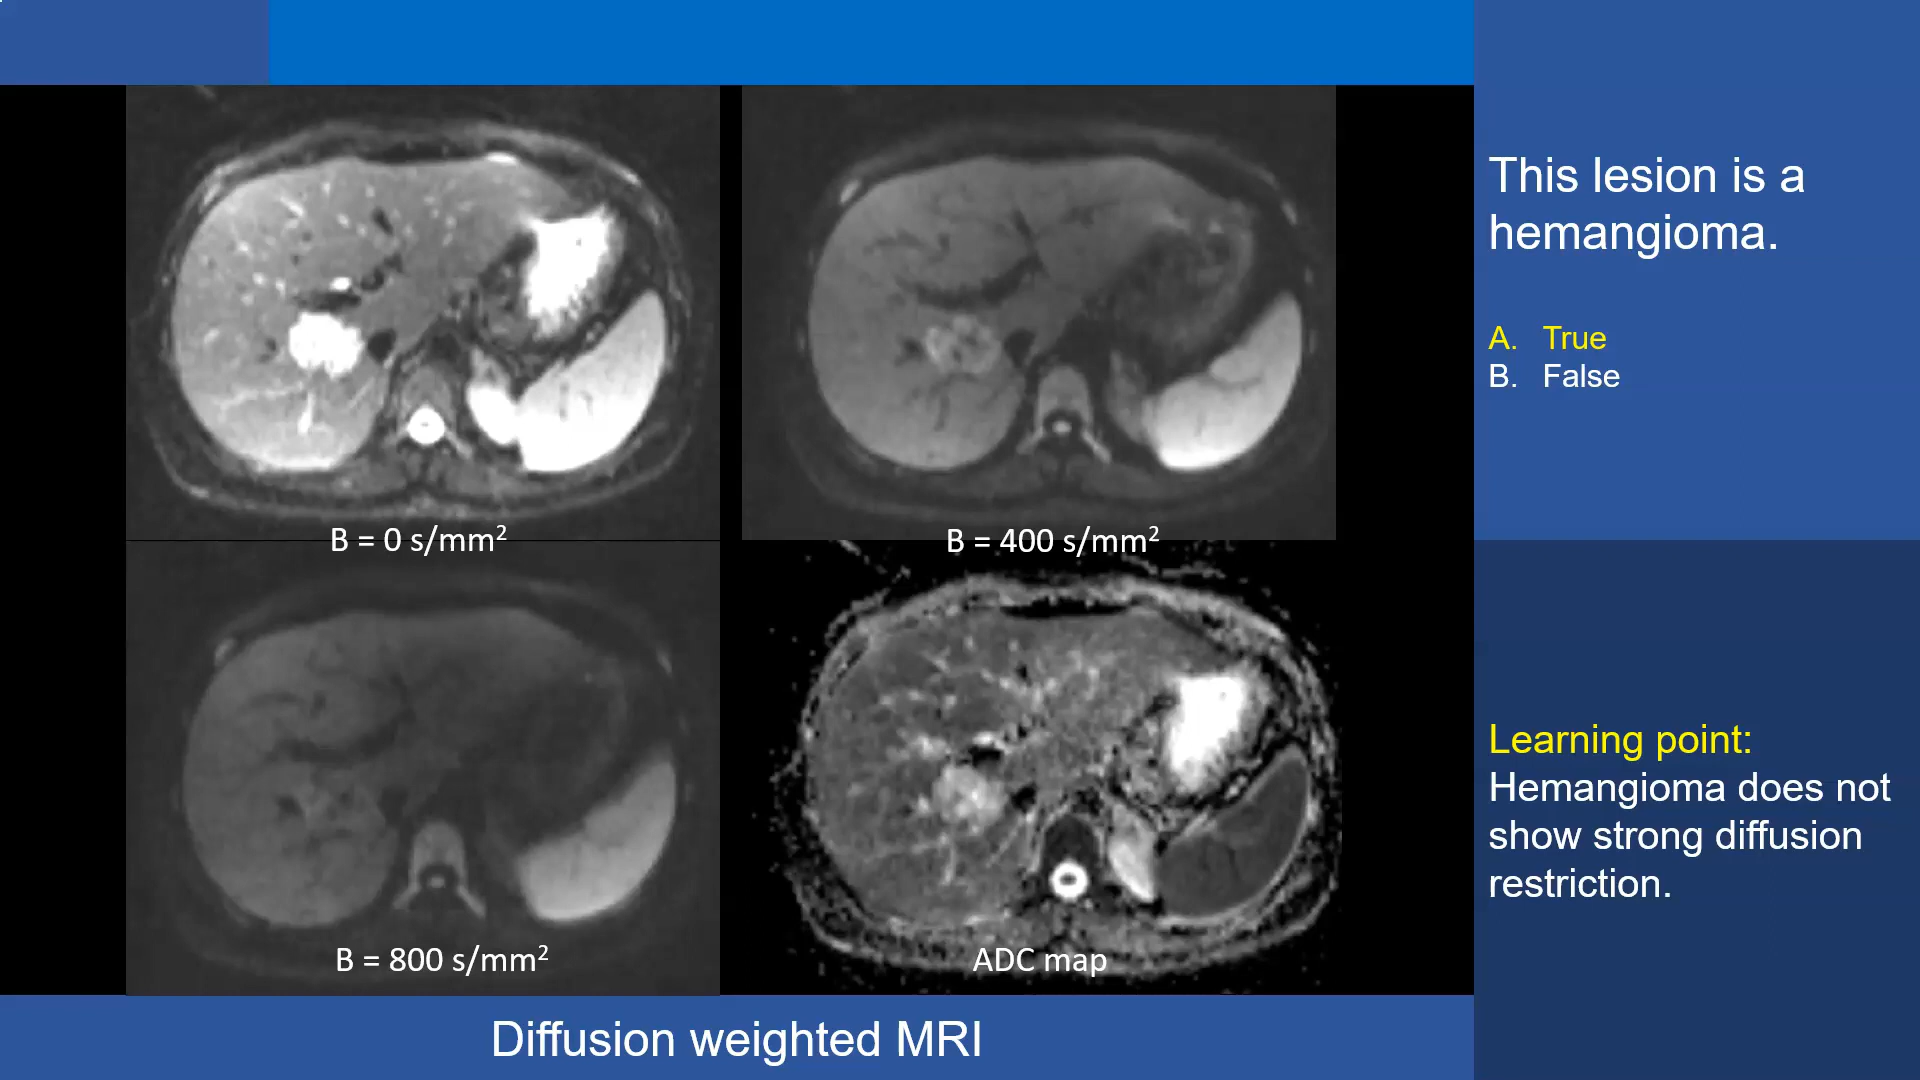 This lesion is a
hemangioma.
A. True
B. False
B = 0 s/mm²
B = 400 s/mm²
B = 800 s/mm²
ADC map
Learning point:
Hemangioma does not
show strong diffusion
restriction.
Diffusion weighted MRI